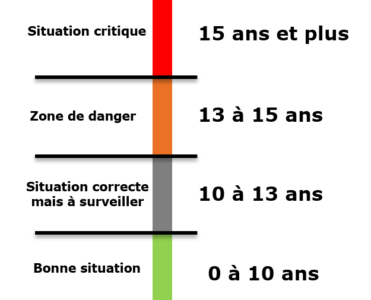 Situation critique
15 ans et plus
Zone de danger
13 à 15 ans
Situation correcte
mais à surveiller
10 à 13 ans
Bonne situation
0 à 10 ans